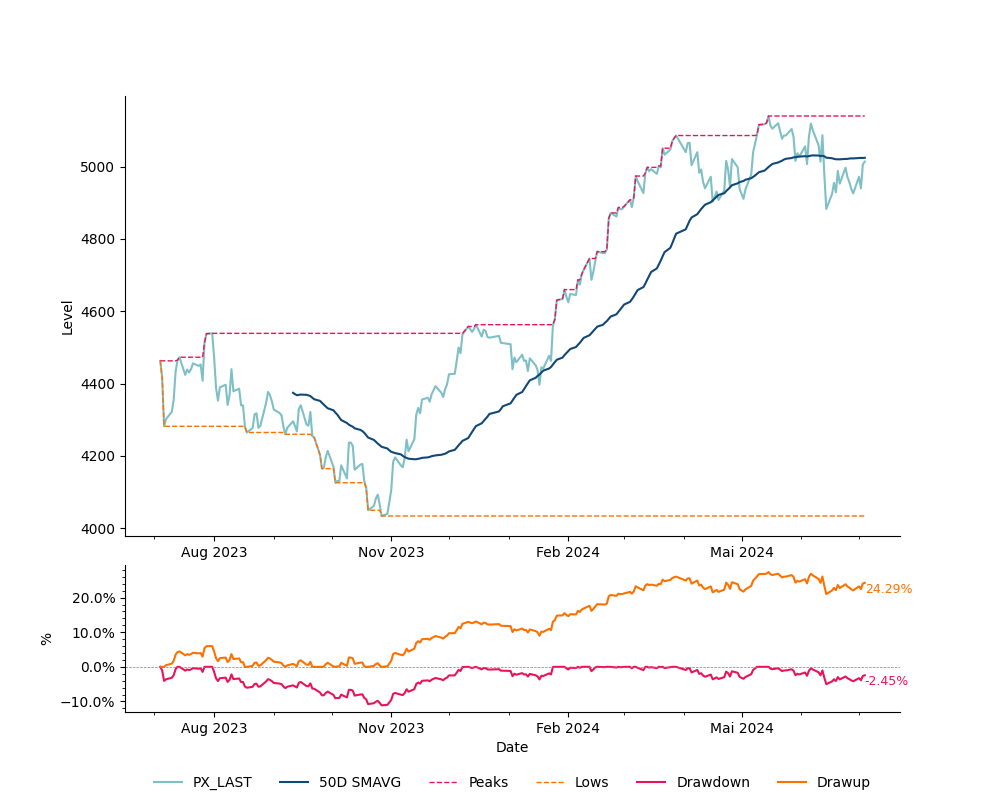 5000
4800
4600
4400
4200
4000
Level
Aug 2023 Nov 2023 Feb 2024 Mai 2024
20.0%
10.0%
0.0%
−10.0%
%
24.29%
-2.45%
Aug 2023 Nov 2023 Feb 2024 Mai 2024
Date
PX_LAST 50D SMAVG Peaks Lows Drawdown Drawup